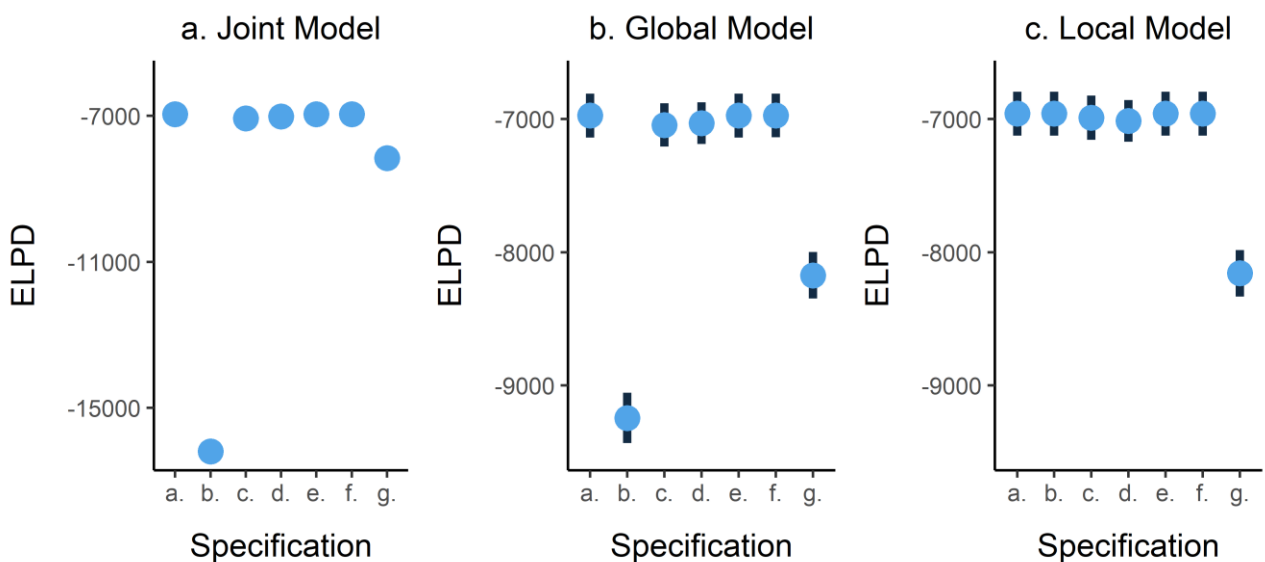 a. Joint Model
ELPD
-7000
-11000
-15000
a. b. c. d. e. f. g.
Specification
b. Global Model
ELPD
-7000
-8000
-9000
a. b. c. d. e. f. g.
Specification
c. Local Model
ELPD
-7000
-8000
-9000
a. b. c. d. e. f. g.
Specification